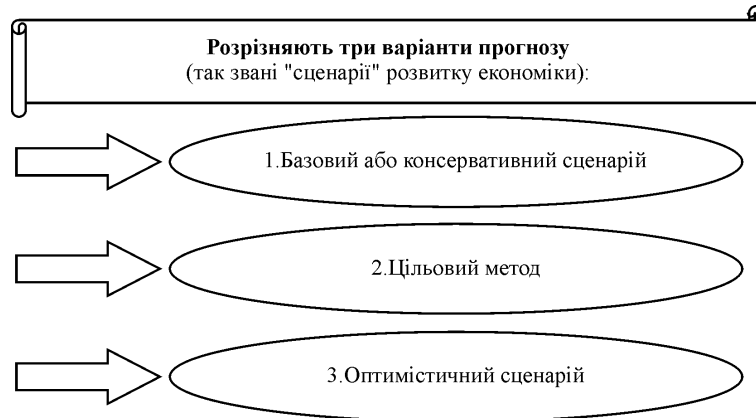 Розрізняють три варіанти прогнозу
(так звані "сценарії" розвитку економіки):
1.Базовий або консервативний сценарій
2.Цільовий метод
3.Оптимістичний сценарій